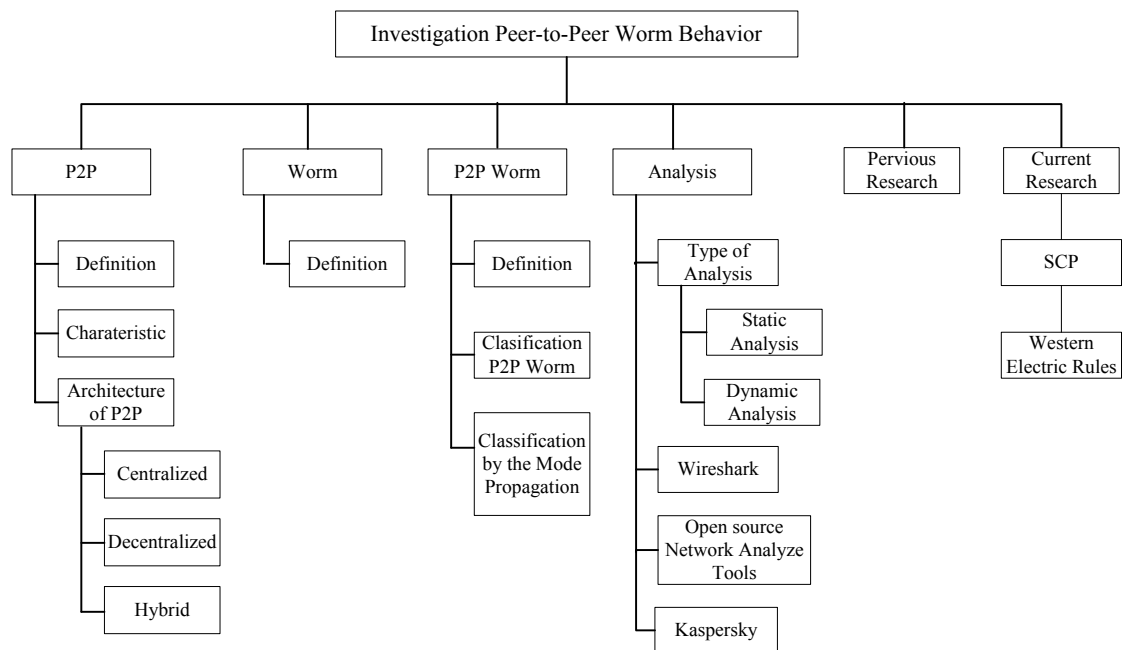 Investigation Peer-to-Peer Worm Behavior
P2P
Worm
P2P Worm
Analysis
Pervious
Research
Current
Research
Definition
Charateristic
Architecture
of P2P
Centralized
Decentralized
Hybrid
Definition
Definition
Clasification
P2P Worm
Classification
by the Mode
Propagation
Type of
Analysis
Static
Analysis
Dynamic
Analysis
Wireshark
Open source
Network Analyze
Tools
Kaspersky
SCP
Western
Electric Rules